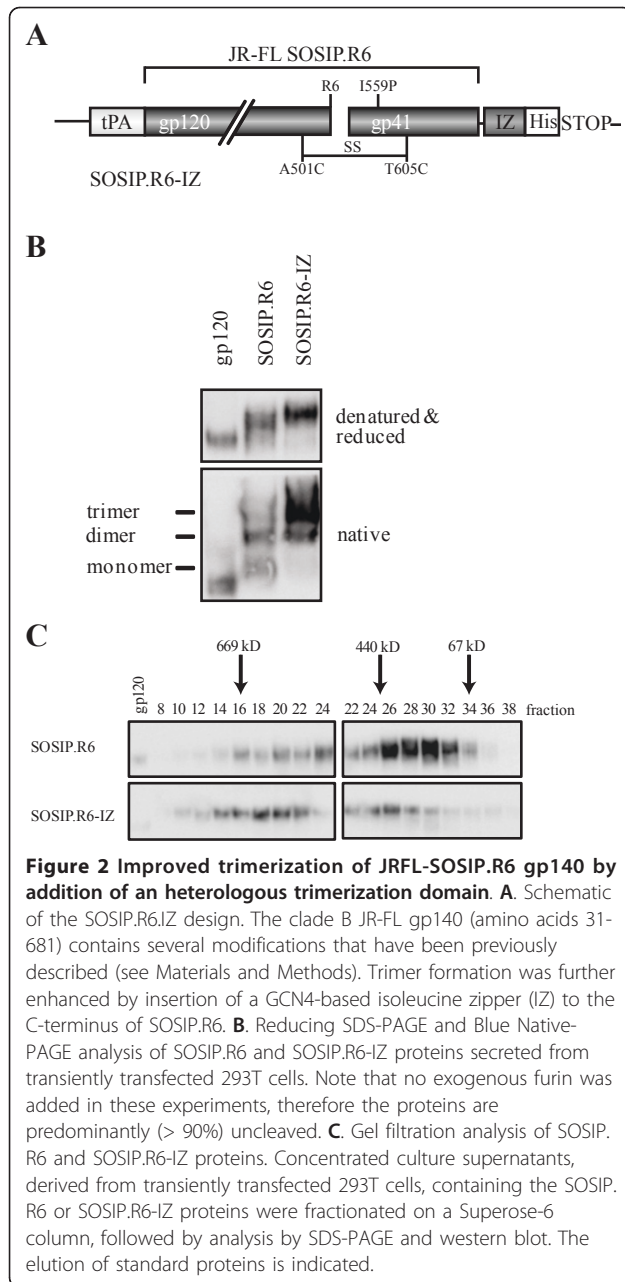 A
JR-FL SOSIP.R6
R6
I559P
tPA
gp120
gp41
IZ
His
STOP
SS
A501C
T605C
SOSIP.R6-IZ
B
gp120
SOSIP.R6
SOSIP.R6-IZ
denatured &
reduced
trimer
dimer
monomer
native
C
669 kD
440 kD
67 kD
gp120
8 10 12 14 16 18 20 22 24 22 24 26 28 30 32 34 36 38 fraction
SOSIP.R6
SOSIP.R6-IZ
Figure 2 Improved trimerization of JRFL-SOSIP.R6 gp140 by
addition of an heterologous trimerization domain. A. Schematic
of the SOSIP.R6.IZ design. The clade B JR-FL gp140 (amino acids 31-
681) contains several modifications that have been previously
described (see Materials and Methods). Trimer formation was further
enhanced by insertion of a GCN4-based isoleucine zipper (IZ) to the
C-terminus of SOSIP.R6. B. Reducing SDS-PAGE and Blue Native-
PAGE analysis of SOSIP.R6 and SOSIP.R6-IZ proteins secreted from
transiently transfected 293T cells. Note that no exogenous furin was
added in these experiments, therefore the proteins are
predominantly (> 90%) uncleaved. C. Gel filtration analysis of SOSIP.
R6 and SOSIP.R6-IZ proteins. Concentrated culture supernatants,
derived from transiently transfected 293T cells, containing the SOSIP.
R6 or SOSIP.R6-IZ proteins were fractionated on a Superose-6
column, followed by analysis by SDS-PAGE and western blot. The
elution of standard proteins is indicated.